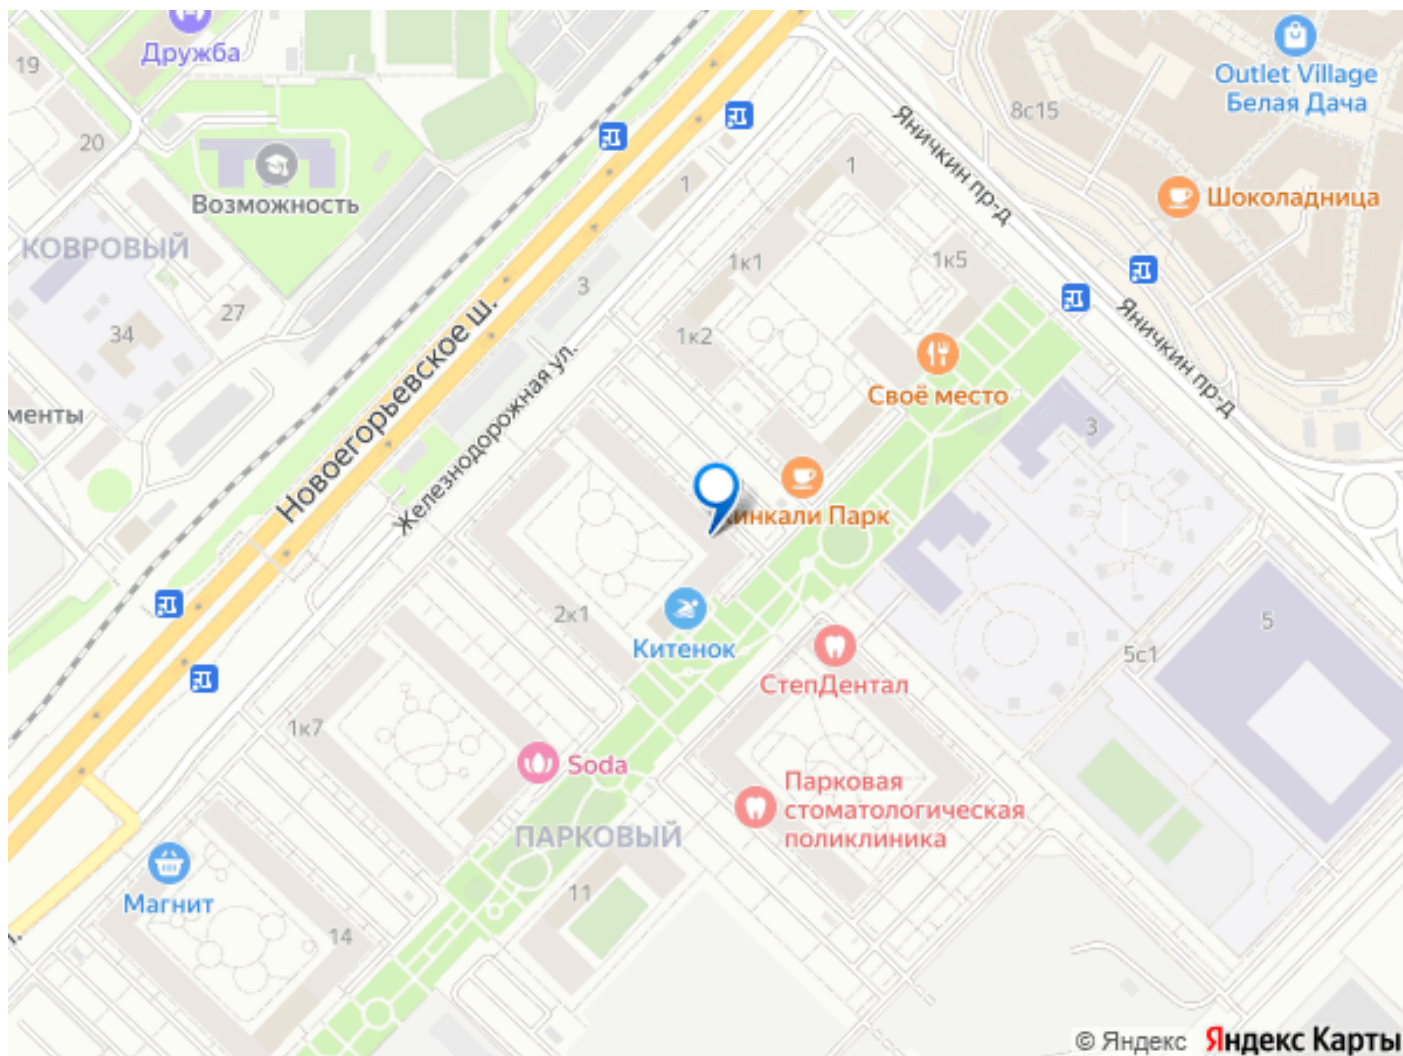 Дружба
19
Outlet Village
Белая Дача
8с15
20
Яничкин пр-д
Возможность
1
1
Шоколадница
КОВРОВЫЙ
1к1
1к5
3
27
34
1к2
Новоегорьевское ш.
Железнодорожная ул.
Яничкин пр-д
Своё место
менты
3
инкали Парк
2к1
Китенок
5
5с1
СтепДентал
1к7
Soda
Парковая
стоматологическая
поликлиника
ПАРКОВЫЙ
Магнит
11
14
© Яндекс Яндекс Карты